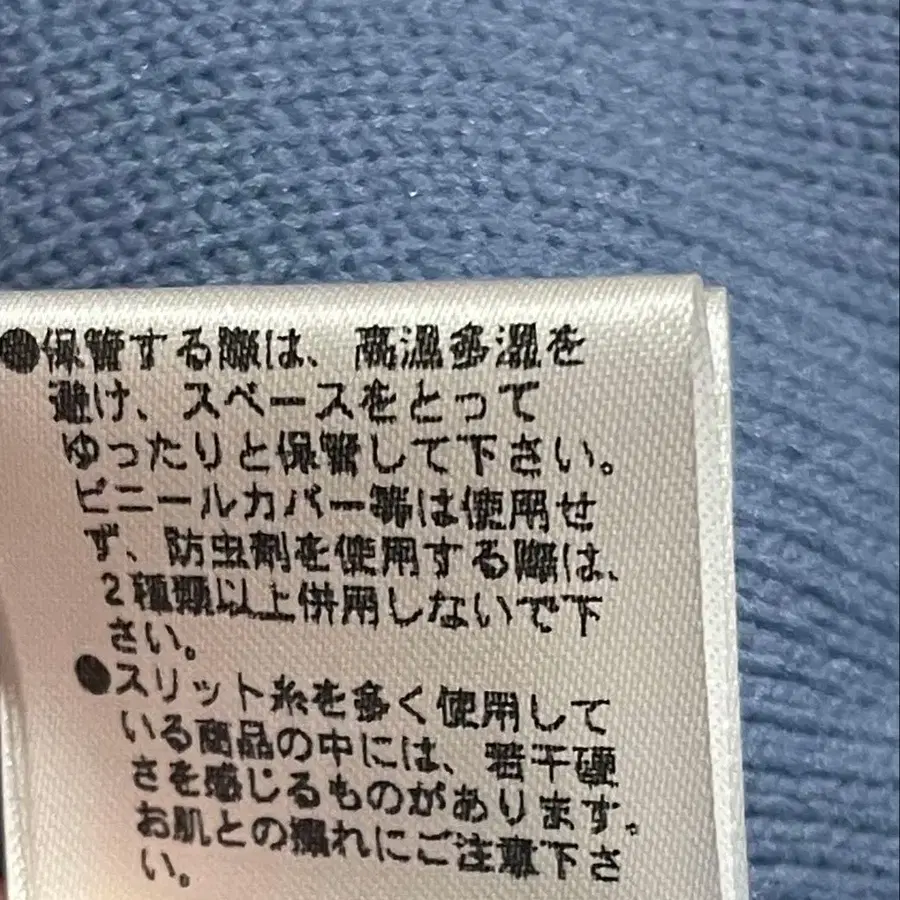 ●保管する際は、高温多湿を
避け、スペースをとって
ゆったりと保管して下さい。
ビニールカバー等は使用せ
ず、防虫剤を使用する際は、
2種類以上併用しないで下
さい。
●スリット糸を多く使用して
いる商品の中には、若干硬
さを感じるものがあります。
お肌との擦れにご注意下さ
い。